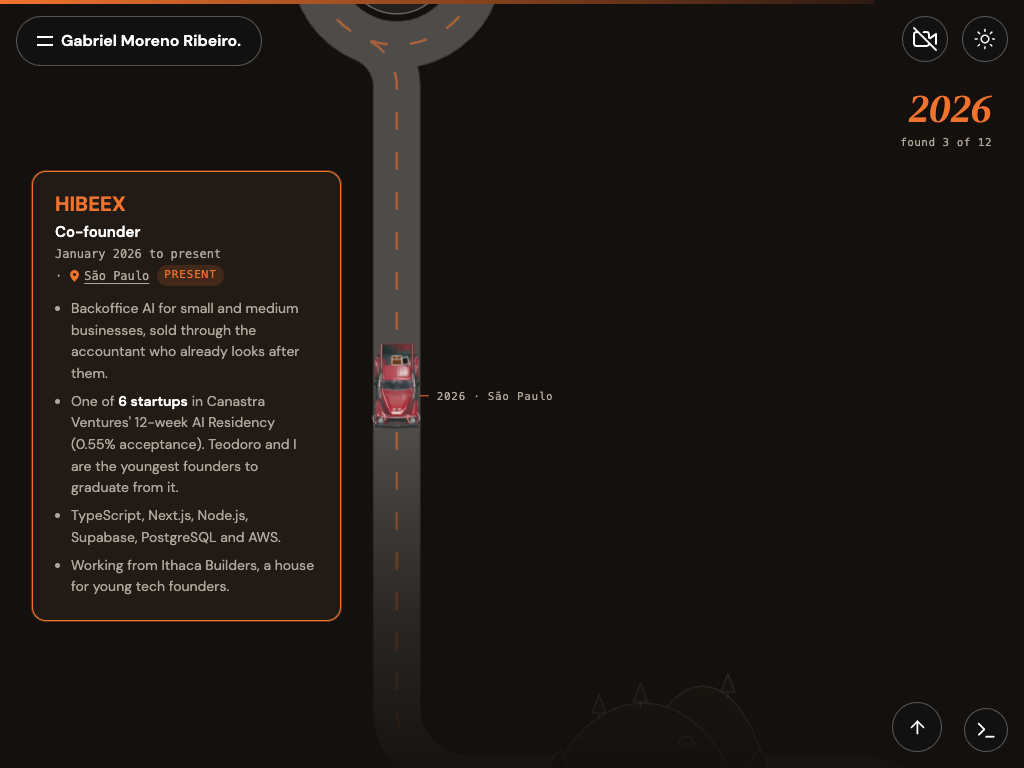 Gabriel Moreno Ribeiro.
2026
found 3 of 12
HIBEEX
Co-founder
January 2026 to present
· São Paulo PRESENT
• Backoffice AI for small and medium
businesses, sold through the
accountant who already looks after
them.
• One of 6 startups in Canastra
Ventures' 12-week AI Residency
(0.55% acceptance). Teodoro and I
are the youngest founders to
graduate from it.
• TypeScript, Next.js, Node.js,
Supabase, PostgreSQL and AWS.
• Working from Ithaca Builders, a house
for young tech founders.
2026 · São Paulo